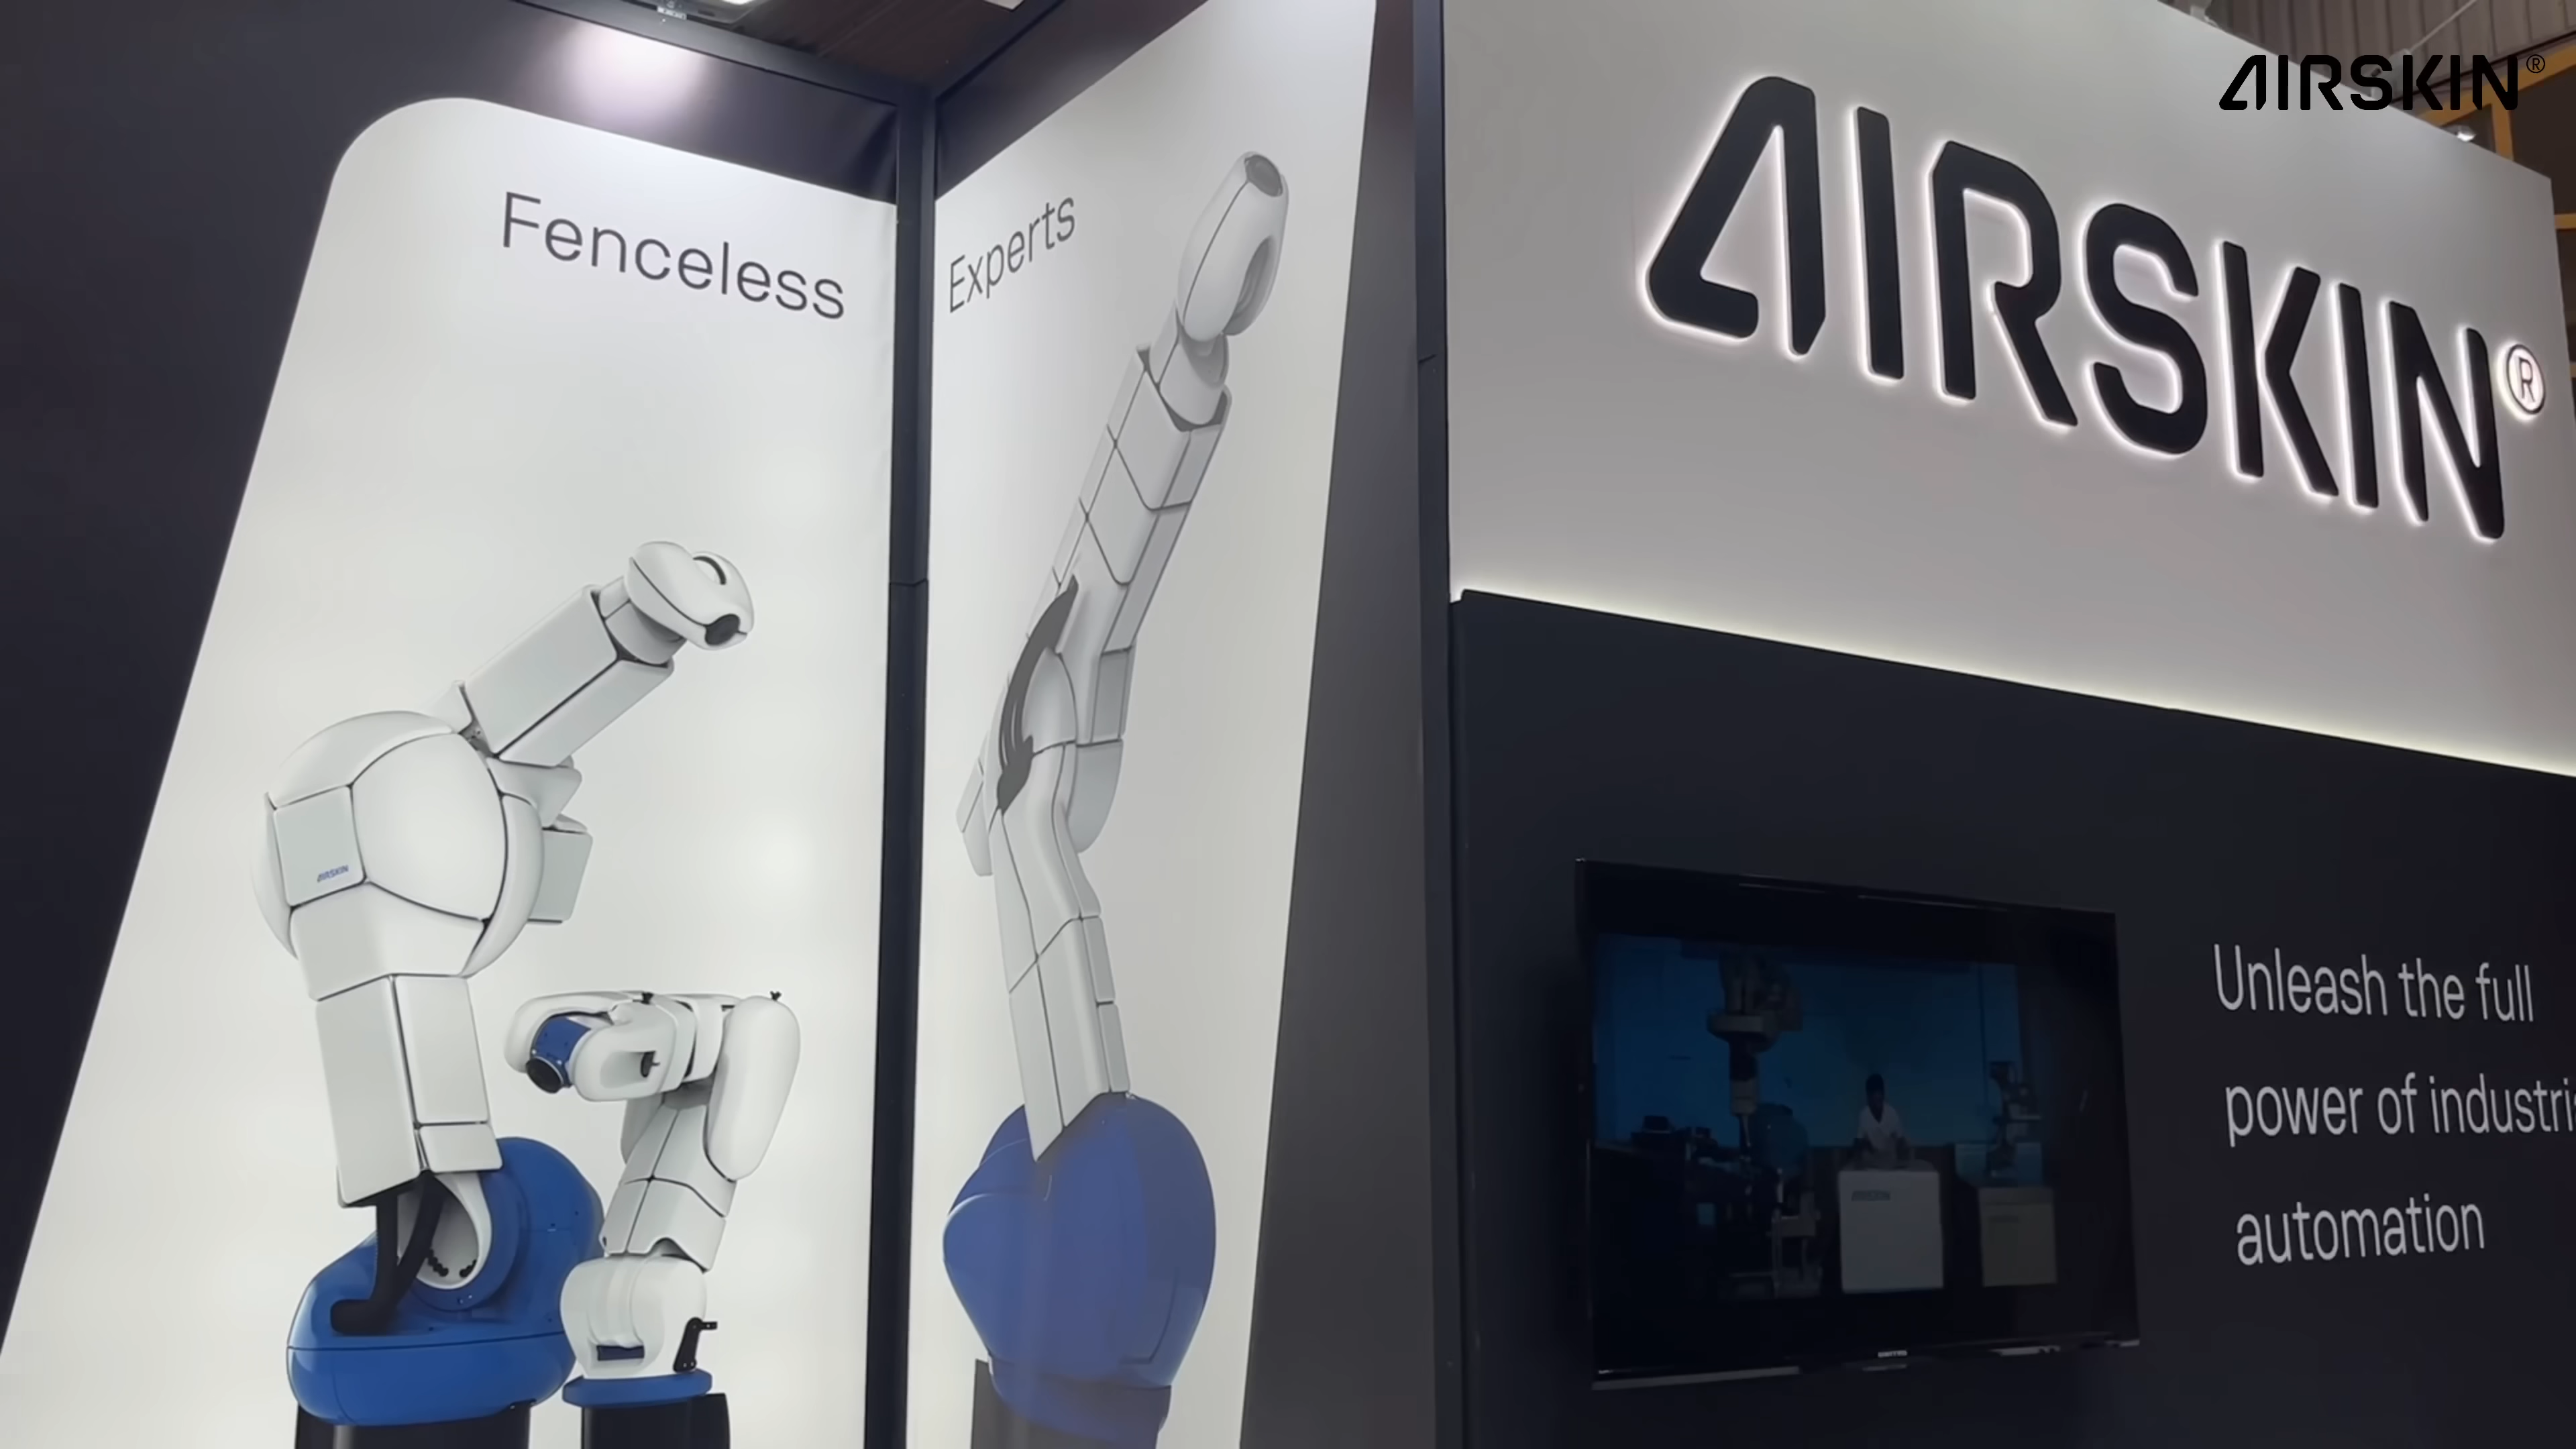 AIRSKIN®
Fenceless
Experts
AIRSKIN®
AIRSKIN
Unleash the full
power of industri
automation